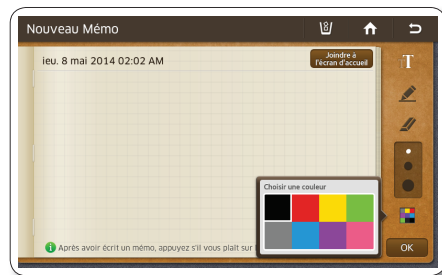 Nouveau Mémo
ieu. 8 mai 2014 02:02 AM
Joindre à
l'écran d'accueil
T
Choisir une couleur
Après avoir écrit un mémo, appuyez s'il vous plaît sur
OK